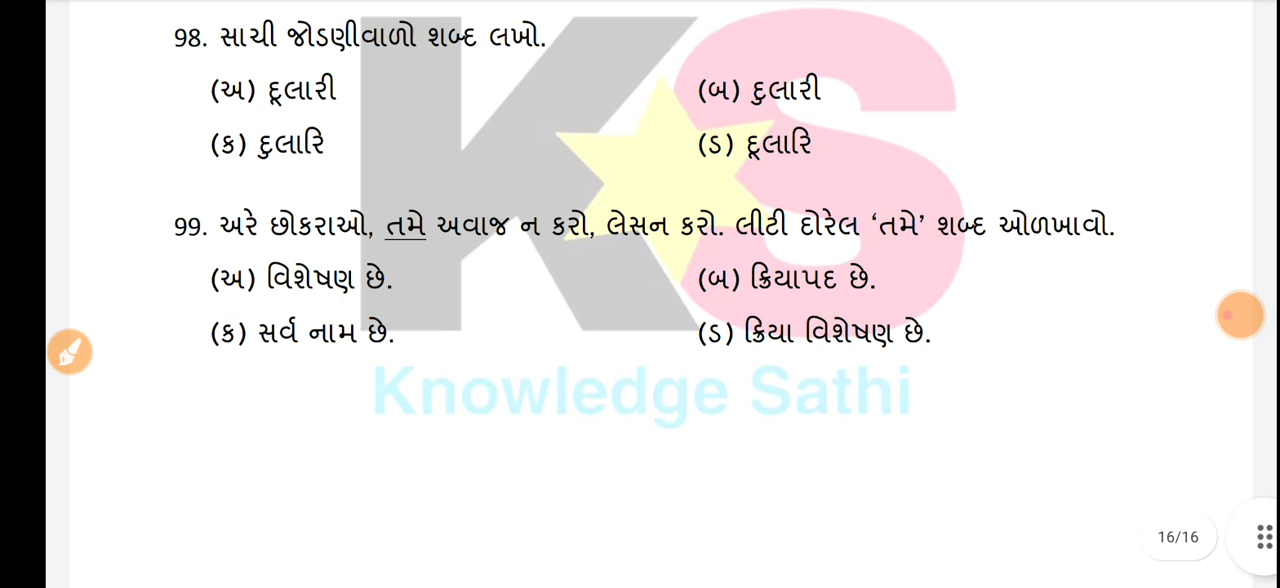 98. સાચી જોડણીવાળો શબ્દ લખો.
(અ) દૂલારી (બ) દુલારી
(ક) દુલારિ (ડ) દૂલારિ
99. અરે છોકરાઓ, તમે અવાજ ન કરો, લેસન કરો. લીટી દોરેલ ‘તમે’ શબ્દ ઓળખાવો.
(અ) વિશેષણ છે. (બ) ક્રિયાપદ છે.
(ક) સર્વ નામ છે. (ડ) ક્રિયા વિશેષણ છે.
KS
Knowledge Sathi
16/16